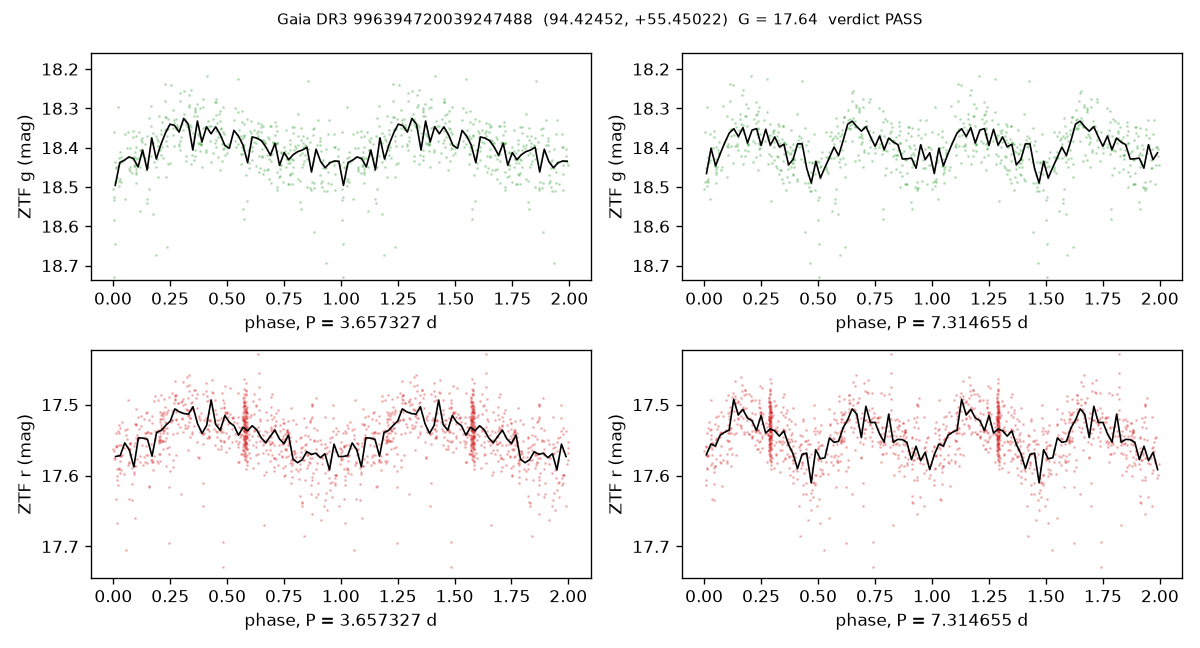 Gaia DR3 996394720039247488 (94.42452, +55.45022) G = 17.64 verdict PASS
ZTF g (mag)
18.2
18.3
18.4
18.5
18.6
18.7
0.00 0.25 0.50 0.75 1.00 1.25 1.50 1.75 2.00
phase, P = 3.657327 d
ZTF g (mag)
18.2
18.3
18.4
18.5
18.6
18.7
0.00 0.25 0.50 0.75 1.00 1.25 1.50 1.75 2.00
phase, P = 7.314655 d
ZTF r (mag)
17.5
17.6
17.7
0.00 0.25 0.50 0.75 1.00 1.25 1.50 1.75 2.00
phase, P = 3.657327 d
ZTF r (mag)
17.5
17.6
17.7
0.00 0.25 0.50 0.75 1.00 1.25 1.50 1.75 2.00
phase, P = 7.314655 d